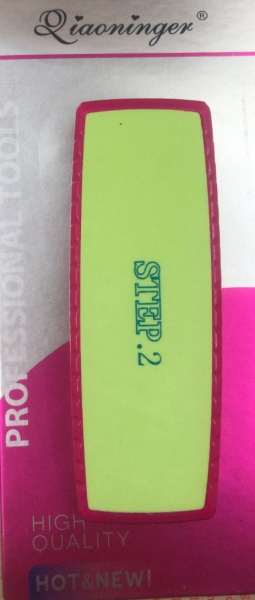 Qiaoninger®
PROFESSIONAL TOOLS
STEP.2
HIGH
QUALITY
HOT&NEW!